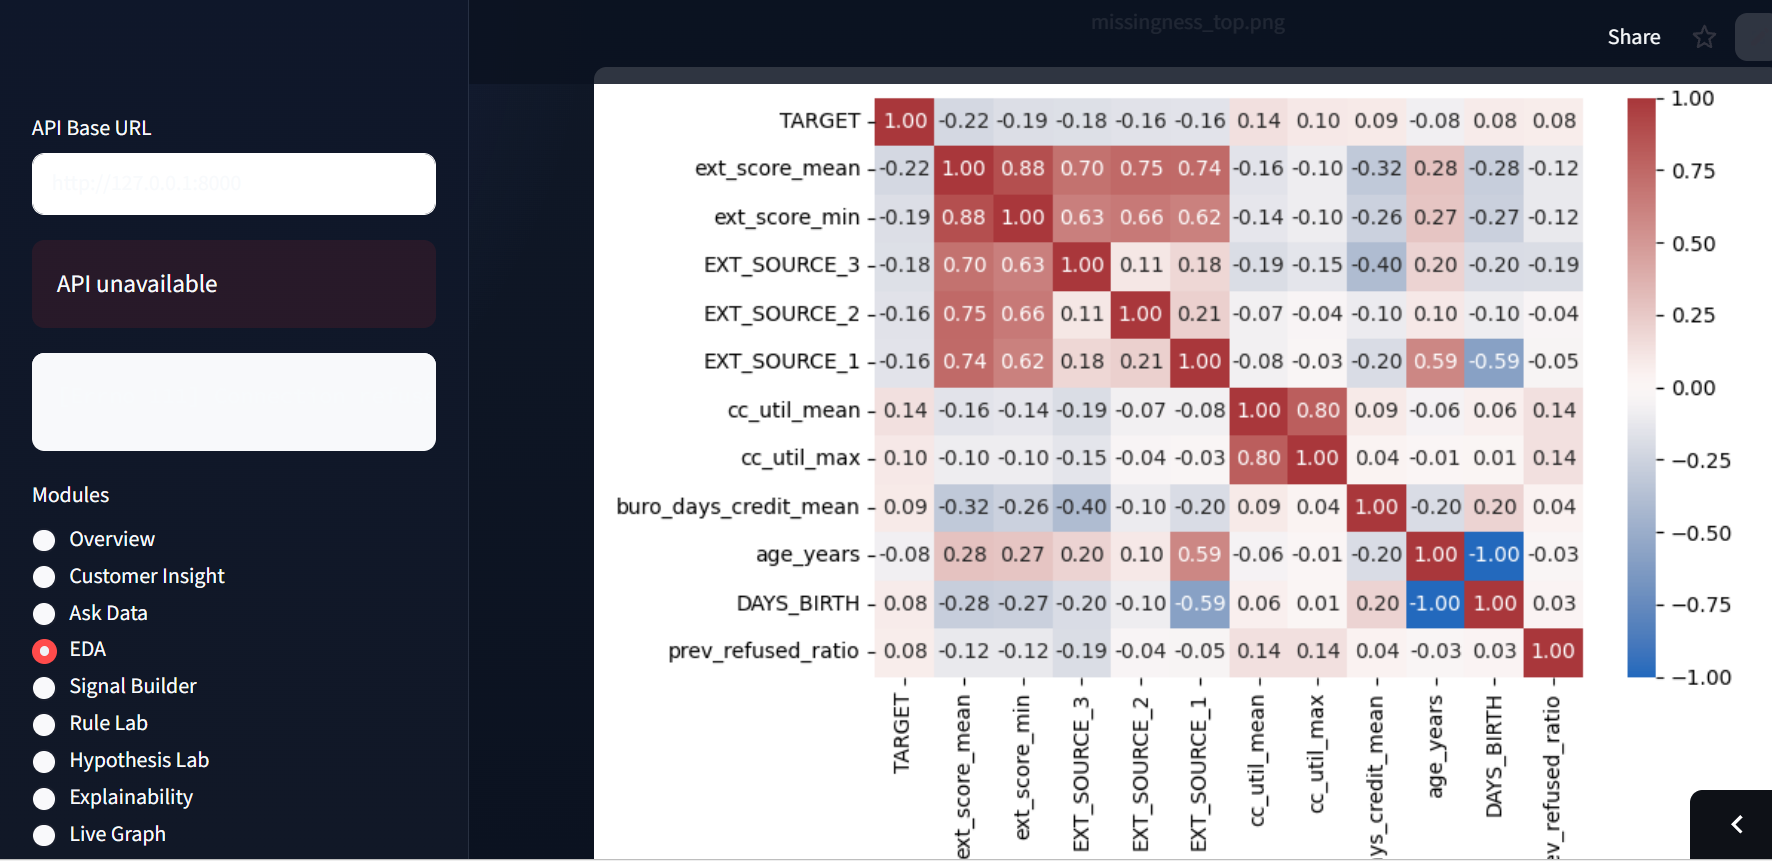 missingness_top.png
Share
API Base URL
http://127.0.0.1:8000
API unavailable
Modules
Overview
Customer Insight
Ask Data
EDA
Signal Builder
Rule Lab
Hypothesis Lab
Explainability
Live Graph
TARGET 1.00 -0.22 -0.19 -0.18 -0.16 -0.16 0.14 0.10 0.09 -0.08 0.08 0.08
ext_score_mean -0.22 1.00 0.88 0.70 0.75 0.74 -0.16 -0.10 -0.32 0.28 -0.28 -0.12
ext_score_min -0.19 0.88 1.00 0.63 0.66 0.62 -0.14 -0.10 -0.26 0.27 -0.27 -0.12
EXT_SOURCE_3 -0.18 0.70 0.63 1.00 0.11 0.18 -0.19 -0.15 -0.40 0.20 -0.20 -0.19
EXT_SOURCE_2 -0.16 0.75 0.66 0.11 1.00 0.21 -0.07 -0.04 -0.10 0.10 -0.10 -0.04
EXT_SOURCE_1 -0.16 0.74 0.62 0.18 0.21 1.00 -0.08 -0.03 -0.20 0.59 -0.59 -0.05
cc_util_mean 0.14 -0.16 -0.14 -0.19 -0.07 -0.08 1.00 0.80 0.09 -0.06 0.06 0.14
cc_util_max 0.10 -0.10 -0.10 -0.15 -0.04 -0.03 0.80 1.00 0.04 -0.01 0.01 0.14
buro_days_credit_mean 0.09 -0.32 -0.26 -0.40 -0.10 -0.20 0.09 0.04 1.00 -0.20 0.20 0.04
age_years -0.08 0.28 0.27 0.20 0.10 0.59 -0.06 -0.01 -0.20 1.00 -1.00 -0.03
DAYS_BIRTH 0.08 -0.28 -0.27 -0.20 -0.10 -0.59 0.06 0.01 0.20 -1.00 1.00 0.03
prev_refused_ratio 0.08 -0.12 -0.12 -0.19 -0.04 -0.05 0.14 0.14 0.04 -0.03 0.03 1.00
TARGET
ext_score_mean
ext_score_min
EXT_SOURCE_3
EXT_SOURCE_2
EXT_SOURCE_1
cc_util_mean
cc_util_max
ys_credit_mean
age_years
DAYS_BIRTH
ev_refused_ratio
1.00
0.75
0.50
0.25
0.00
−0.25
−0.50
−0.75
−1.00